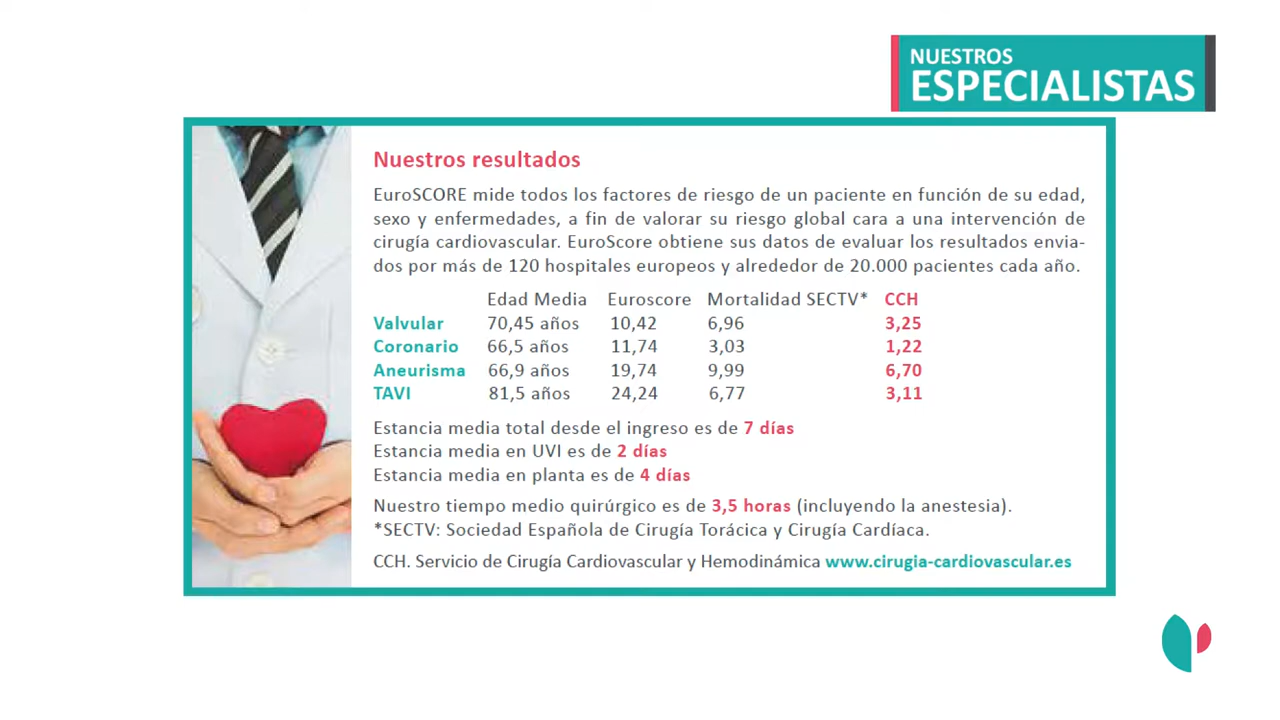 NUESTROS
ESPECIALISTAS
Nuestros resultados
EuroSCORE mide todos los factores de riesgo de un paciente en función de su edad,
sexo y enfermedades, a fin de valorar su riesgo global cara a una intervención de
cirugía cardiovascular. EuroScore obtiene sus datos de evaluar los resultados envia-
dos por más de 120 hospitales europeos y alrededor de 20.000 pacientes cada año.
Edad Media Euroscore Mortalidad SECTV* CCH
Valvular 70,45 años 10,42 6,96 3,25
Coronario 66,5 años 11,74 3,03 1,22
Aneurisma 66,9 años 19,74 9,99 6,70
TAVI 81,5 años 24,24 6,77 3,11
Estancia media total desde el ingreso es de 7 días
Estancia media en UVI es de 2 días
Estancia media en planta es de 4 días
Nuestro tiempo medio quirúrgico es de 3,5 horas (incluyendo la anestesia).
*SECTV: Sociedad Española de Cirugía Torácica y Cirugía Cardíaca.
CCH. Servicio de Cirugía Cardiovascular y Hemodinámica www.cirugia-cardiovascular.es